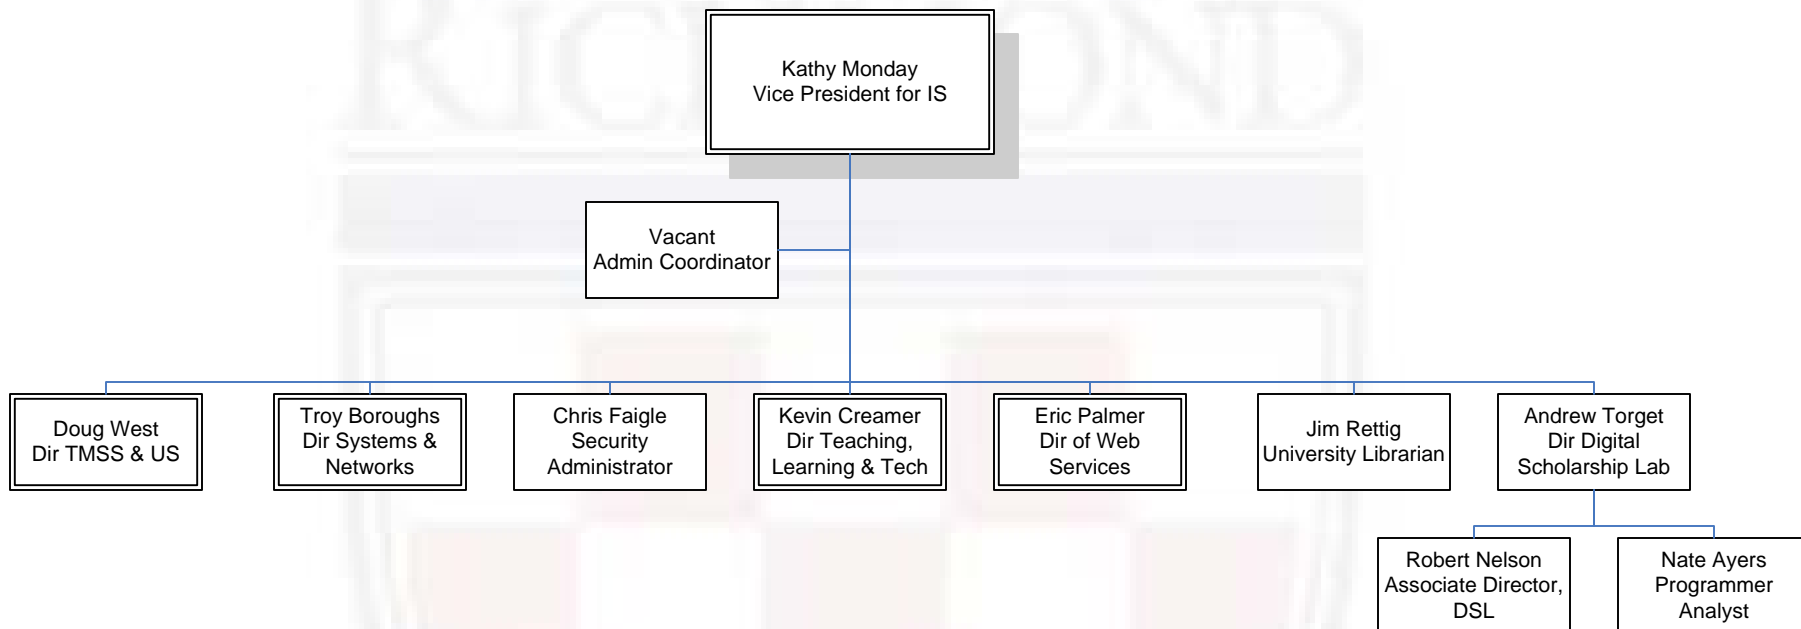 RICHMOND
Kathy Monday
Vice President for IS
Vacant
Admin Coordinator
Doug West
Dir TMSS & US
Troy Boroughs
Dir Systems &
Networks
Chris Faigle
Security
Administrator
Kevin Creamer
Dir Teaching,
Learning & Tech
Eric Palmer
Dir of Web
Services
Jim Rettig
University Librarian
Andrew Torget
Dir Digital
Scholarship Lab
Robert Nelson
Associate Director,
DSL
Nate Ayers
Programmer
Analyst